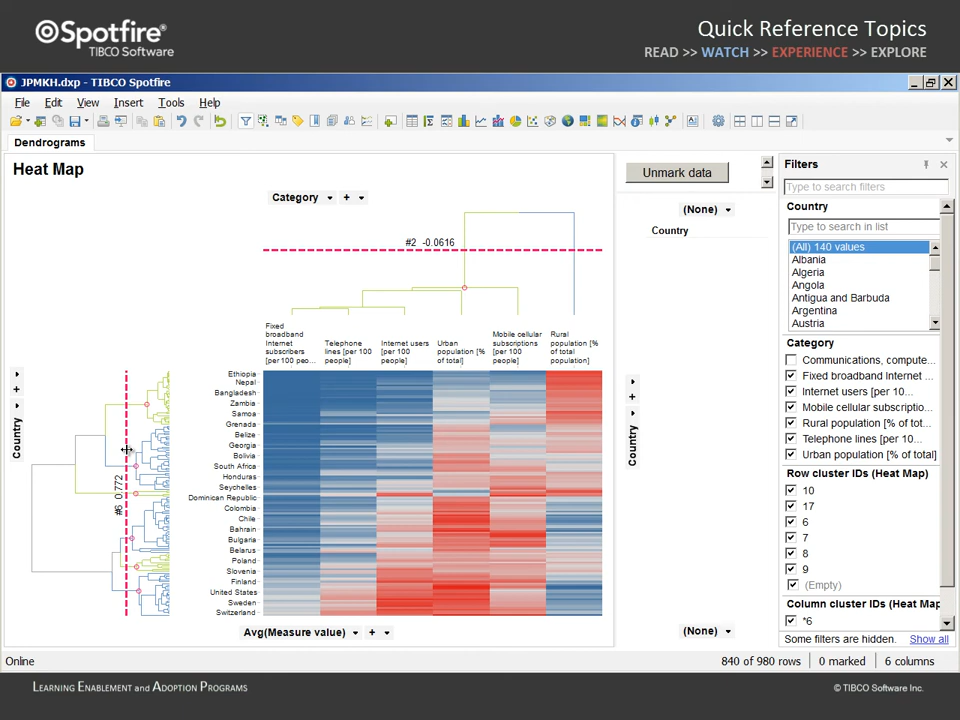 Spotfire®
TIBCO Software
Quick Reference Topics
READ >> WATCH >> EXPERIENCE >> EXPLORE
JPMKH.dxp - TIBCO Spotfire
File Edit View Insert Tools Help
Dendrograms
Heat Map
Category
#2 -0.0616
Fixed broadband Internet subscribers [per 100 peo...
Telephone lines [per 100 people]
Internet users [per 100 people]
Urban population [% of total]
Mobile cellular subscriptions [per 100 people]
Rural population [% of total population]
Country
#6 0.772
Ethiopia
Nepal
Bangladesh
Zambia
Samoa
Grenada
Belize
Georgia
Bolivia
South Africa
Honduras
Seychelles
Dominican Republic
Colombia
Chile
Bahrain
Bulgaria
Belarus
Poland
Slovenia
Finland
United States
Sweden
Switzerland
Avg(Measure value)
Unmark data
(None)
Country
Country
(None)
Filters
Type to search filters
Country
Type to search in list
(All) 140 values
Albania
Algeria
Angola
Antigua and Barbuda
Argentina
Austria
Category
Communications, compute...
Fixed broadband Internet ...
Internet users [per 10...
Mobile cellular subscriptio...
Rural population [% of tot...
Telephone lines [per 10...
Urban population [% of total]
Row cluster IDs (Heat Map)
10
17
6
7
8
9
(Empty)
Column cluster IDs (Heat Map
*6
Some filters are hidden. Show all
Online
840 of 980 rows
0 marked
6 columns
LEARNING ENABLEMENT AND ADOPTION PROGRAMS
© TIBCO Software Inc.